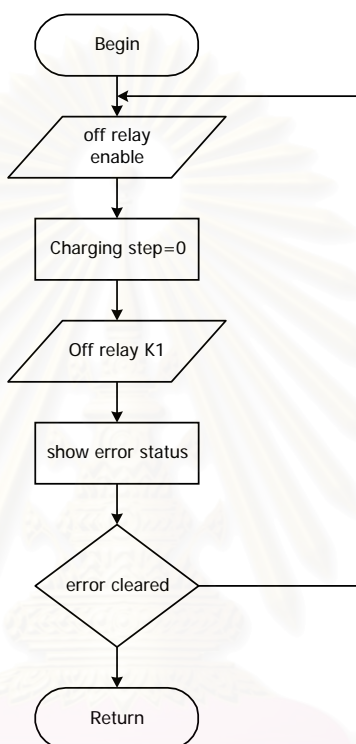 Begin
off relay
enable
Charging step=0
Off relay K1
show error status
error cleared
Return